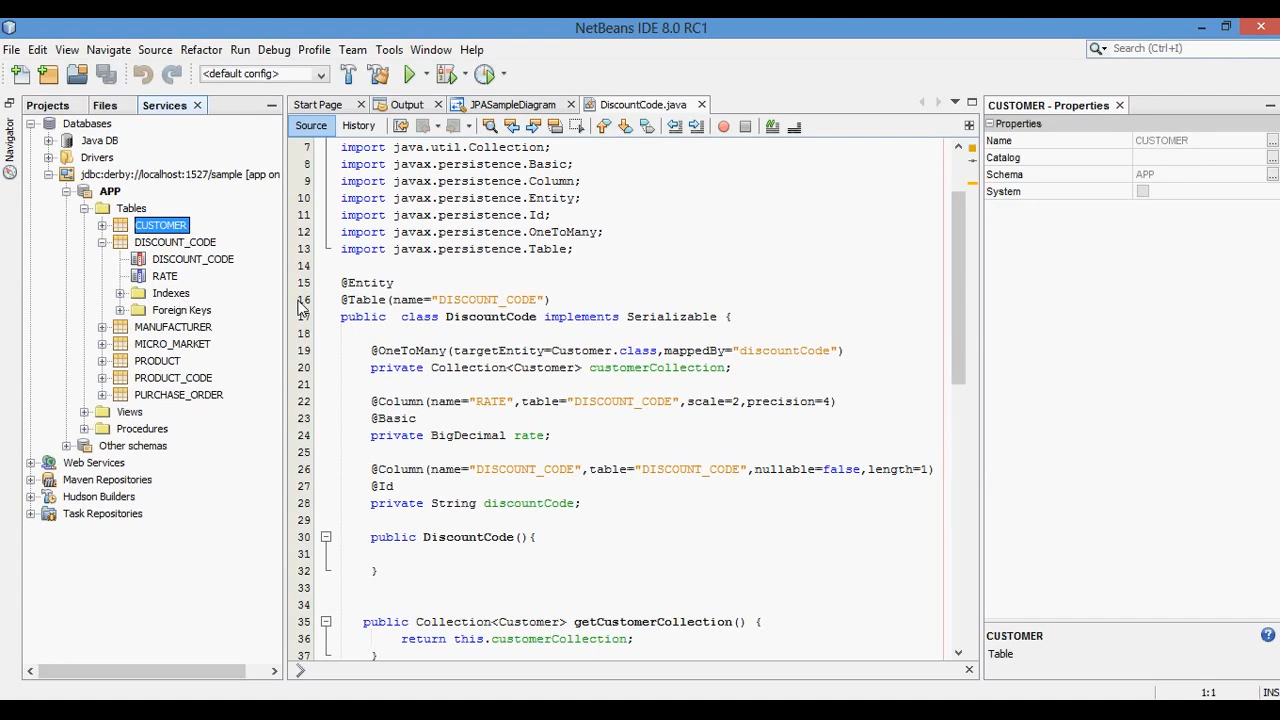 NetBeans IDE 8.0 RC1
File Edit View Navigate Source Refactor Run Debug Profile Team Tools Window Help
Search (Ctrl+I)
<default config>
Projects Files Services
Start Page Output JPASampleDiagram DiscountCode.java
CUSTOMER - Properties
Navigator
Databases
Java DB
Drivers
jdbc:derby://localhost:1527/sample [app on
APP
Tables
CUSTOMER
DISCOUNT_CODE
DISCOUNT_CODE
RATE
Indexes
Foreign Keys
MANUFACTURER
MICRO_MARKET
PRODUCT
PRODUCT_CODE
PURCHASE_ORDER
Views
Procedures
Other schemas
Web Services
Maven Repositories
Hudson Builders
Task Repositories
Source History
7 import java.util.Collection;
8 import javax.persistence.Basic;
9 import javax.persistence.Column;
10 import javax.persistence.Entity;
11 import javax.persistence.Id;
12 import javax.persistence.OneToMany;
13 import javax.persistence.Table;
14
15 @Entity
16 @Table(name="DISCOUNT_CODE")
public class DiscountCode implements Serializable {
18
19 @OneToMany(targetEntity=Customer.class,mappedBy="discountCode")
20 private Collection<Customer> customerCollection;
21
22 @Column(name="RATE",table="DISCOUNT_CODE",scale=2,precision=4)
23 @Basic
24 private BigDecimal rate;
25
26 @Column(name="DISCOUNT_CODE",table="DISCOUNT_CODE",nullable=false,length=1)
27 @Id
28 private String discountCode;
29
30 public DiscountCode(){
31
32 }
33
34
35 public Collection<Customer> getCustomerCollection() {
36 return this.customerCollection;
37 }
Properties
Name CUSTOMER ...
Catalog ...
Schema APP ...
System
CUSTOMER
Table
1:1 INS